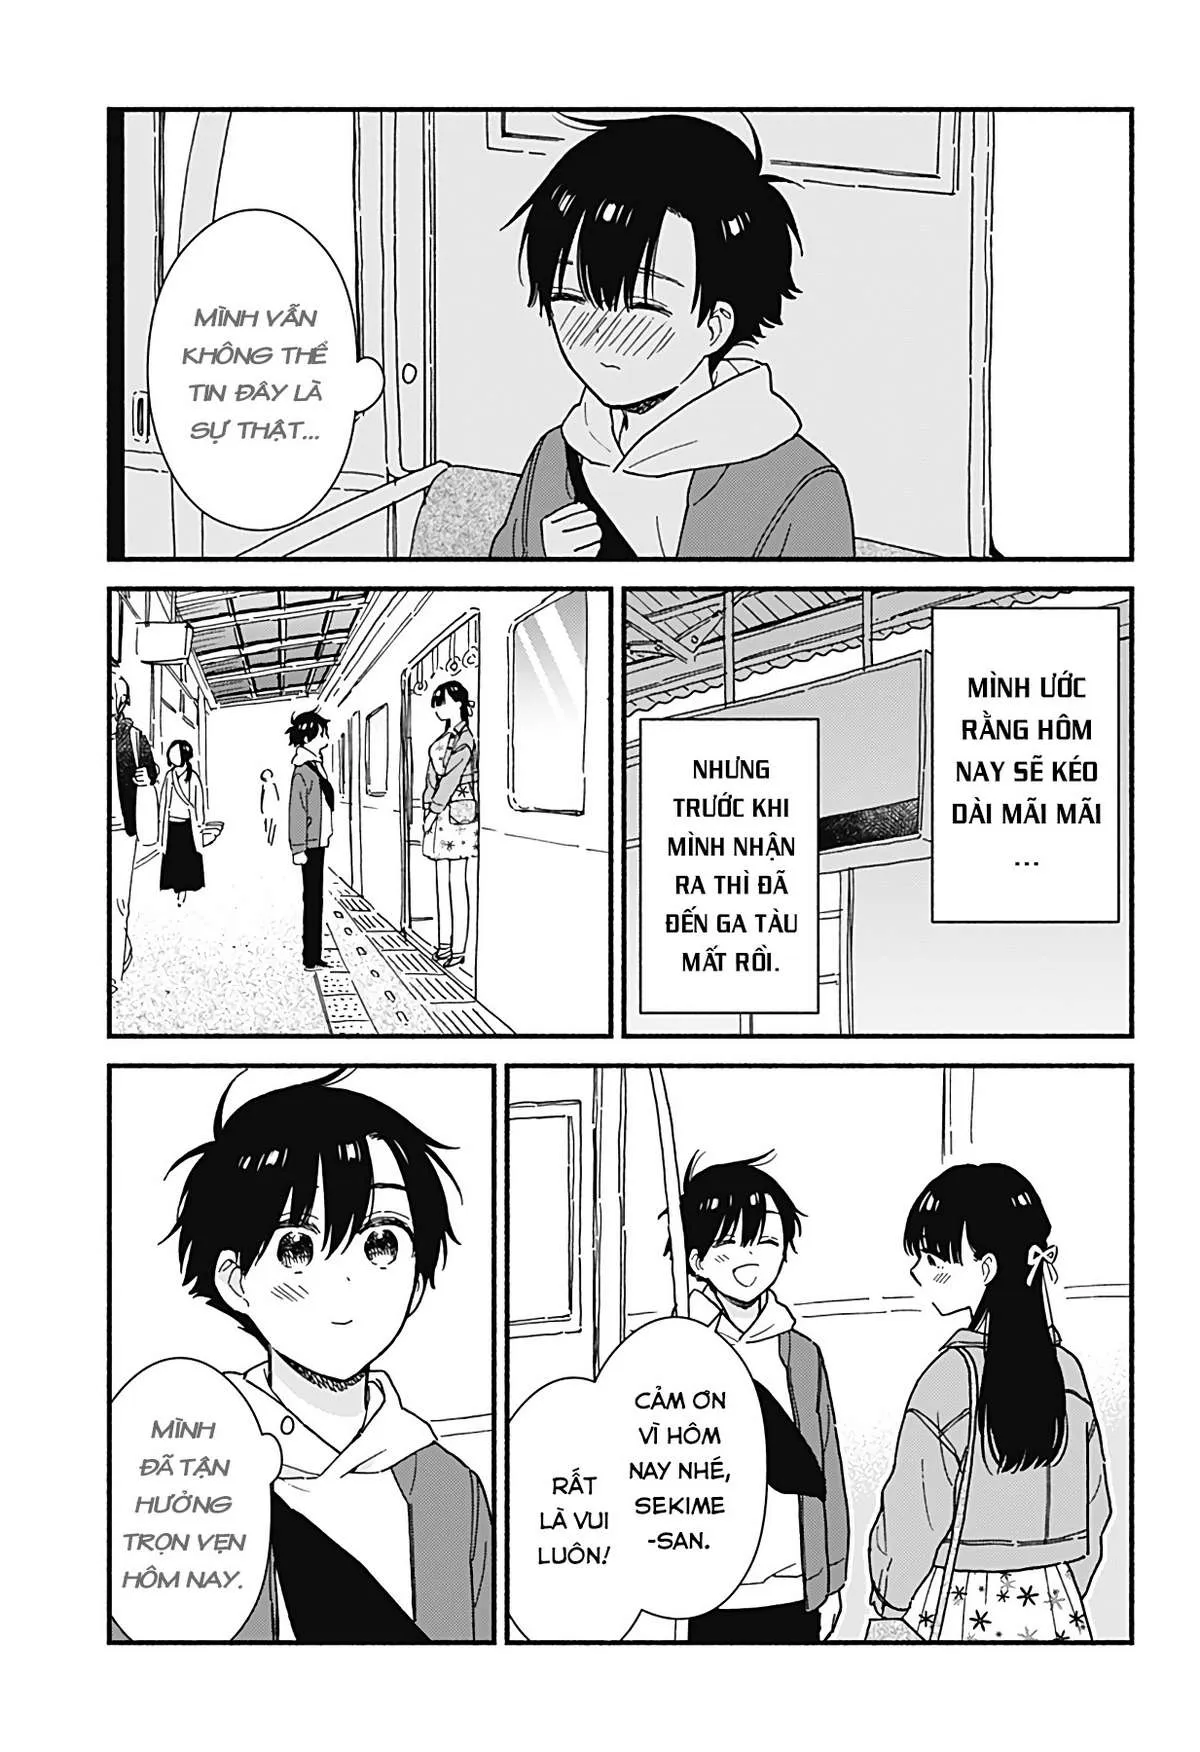 MÌNH VẪN
KHÔNG THỂ
TIN ĐÂY LÀ
SỰ THẬT...
MÌNH ƯỚC
RẰNG HÔM
NAY SẼ KÉO
DÀI MÃI MÃI
...
NHƯNG
TRƯỚC KHI
MÌNH NHẬN
RA THÌ ĐÃ
ĐẾN GA TÀU
MẤT RỒI.
CẢM ƠN
VÌ HÔM
NAY NHÉ,
SEKIME
-SAN.
RẤT
LÀ VUI
LUÔN!
MÌNH
ĐÃ TẬN
HƯỞNG
TRỌN VẸN
HÔM NAY.